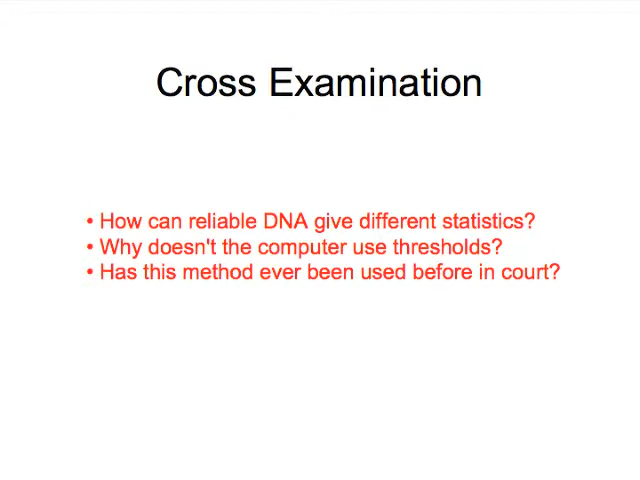 Cross Examination
• How can reliable DNA give different statistics?
• Why doesn't the computer use thresholds?
• Has this method ever been used before in court?